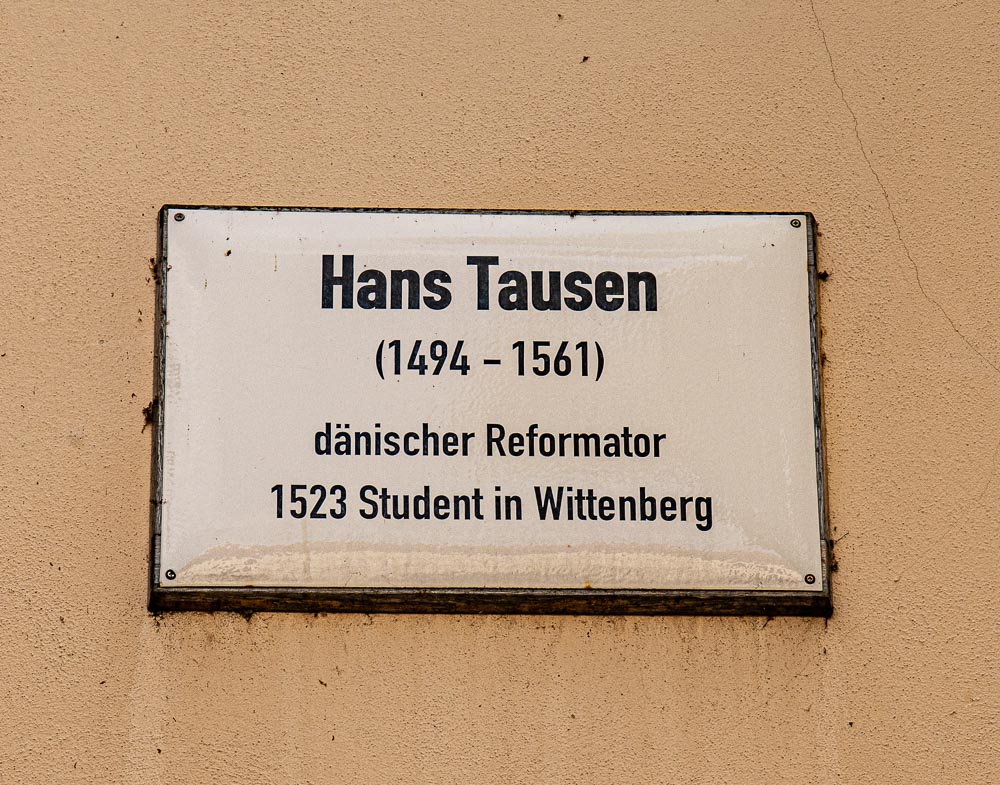 Hans Tausen
(1494 – 1561)
dänischer Reformator
1523 Student in Wittenberg